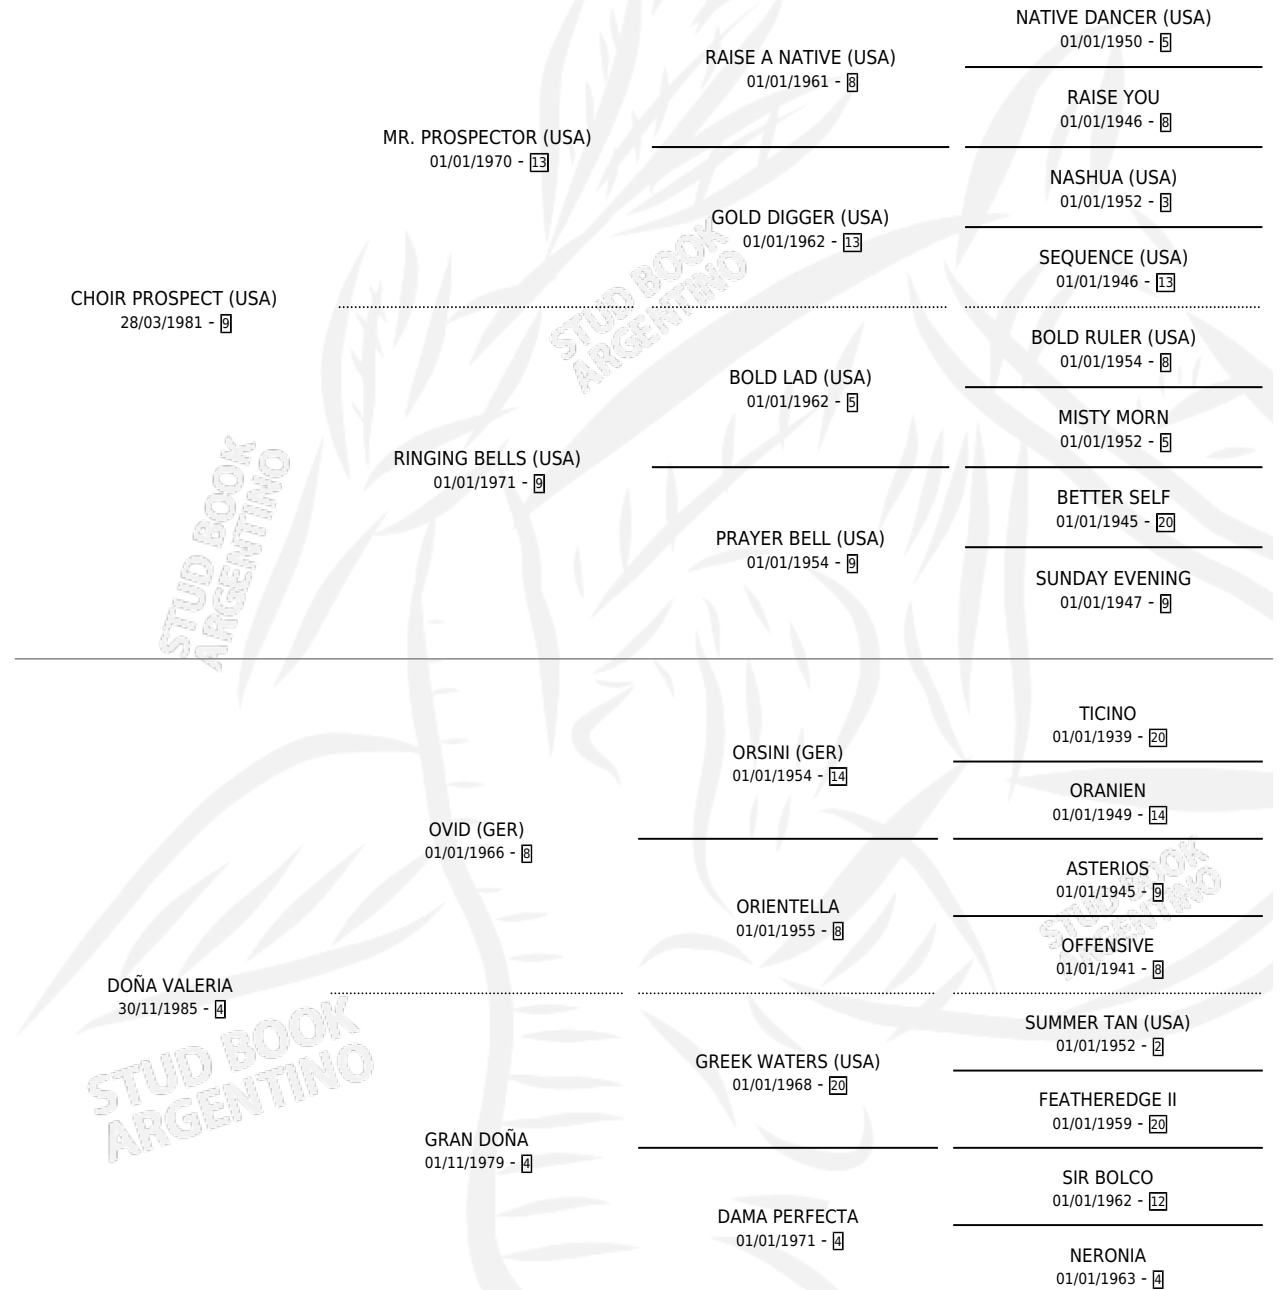 NATIVE DANCER (USA)
01/01/1950 - 5
RAISE A NATIVE (USA)
01/01/1961 - 8
RAISE YOU
01/01/1946 - 8
MR. PROSPECTOR (USA)
01/01/1970 - 13
NASHUA (USA)
01/01/1952 - 3
GOLD DIGGER (USA)
01/01/1962 - 13
SEQUENCE (USA)
01/01/1946 - 13
CHOIR PROSPECT (USA)
28/03/1981 - 9
BOLD RULER (USA)
01/01/1954 - 8
BOLD LAD (USA)
01/01/1962 - 5
MISTY MORN
01/01/1952 - 5
RINGING BELLS (USA)
01/01/1971 - 9
BETTER SELF
01/01/1945 - 20
PRAYER BELL (USA)
01/01/1954 - 9
SUNDAY EVENING
01/01/1947 - 9
TICINO
01/01/1939 - 20
ORSINI (GER)
01/01/1954 - 14
ORANIEN
01/01/1949 - 14
OVID (GER)
01/01/1966 - 8
ASTERIOS
01/01/1945 - 9
ORIENTELLA
01/01/1955 - 8
OFFENSIVE
01/01/1941 - 8
DOÑA VALERIA
30/11/1985 - 4
SUMMER TAN (USA)
01/01/1952 - 2
GREEK WATERS (USA)
01/01/1968 - 20
FEATHEREDGE II
01/01/1959 - 20
GRAN DOÑA
01/11/1979 - 4
SIR BOLCO
01/01/1962 - 12
DAMA PERFECTA
01/01/1971 - 4
NERONIA
01/01/1963 - 4
STUD BOOK
ARGENTINO
STUD BOOK
ARGENTINO
STUD BOOK
ARGENTINO
STUD BOOK
ARGENTINO